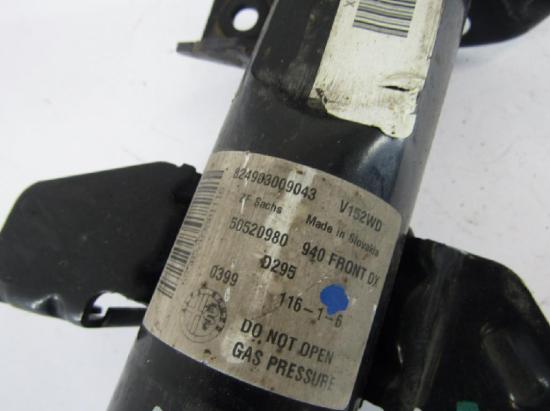 824903009043 V152WD
ZF Sachs Made in Slovakia
50520980 940 FRONT DX
D295
0399 116-1-6
DO NOT OPEN
GAS PRESSURE